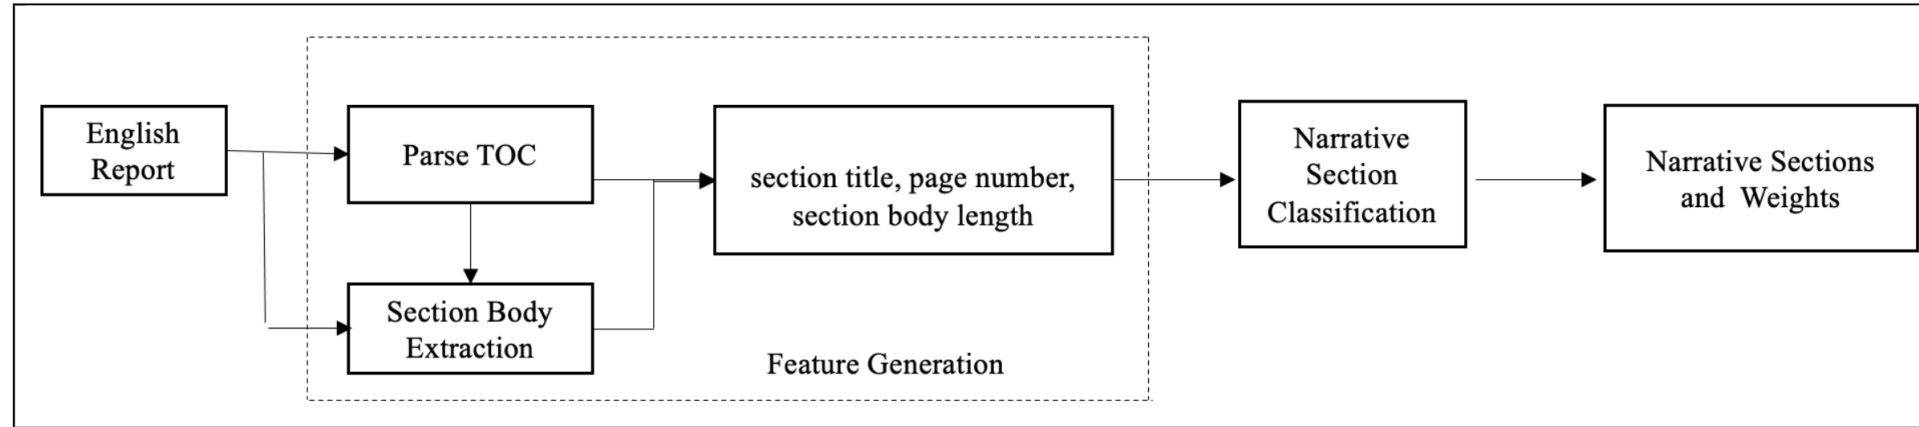 English
Report
Parse TOC
Section Body
Extraction
section title, page number,
section body length
Feature Generation
Narrative
Section
Classification
Narrative Sections
and Weights